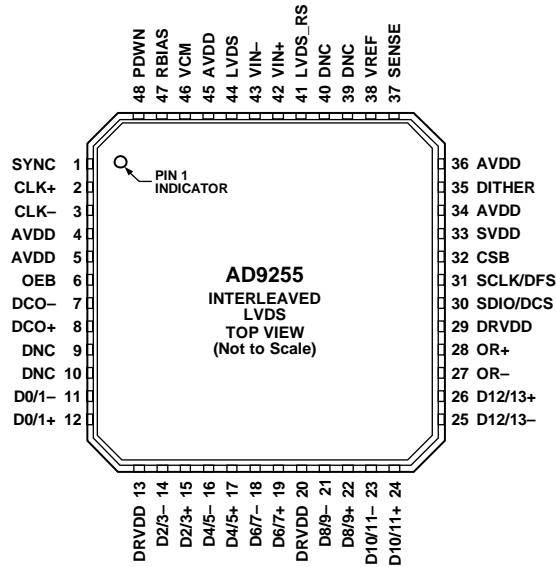 48 PDWN
47 RBIAS
46 VCM
45 AVDD
44 LVDS
43 VIN–
42 VIN+
41 LVDS_RS
40 DNC
39 DNC
38 VREF
37 SENSE
SYNC 1
CLK+ 2
CLK– 3
AVDD 4
AVDD 5
OEB 6
DCO– 7
DCO+ 8
DNC 9
DNC 10
D0/1– 11
D0/1+ 12
PIN 1
INDICATOR
AD9255
INTERLEAVED
LVDS
TOP VIEW
(Not to Scale)
36 AVDD
35 DITHER
34 AVDD
33 SVDD
32 CSB
31 SCLK/DFS
30 SDIO/DCS
29 DRVDD
28 OR+
27 OR–
26 D12/13+
25 D12/13–
DRVDD 13
D2/3– 14
D2/3+ 15
D4/5– 16
D4/5+ 17
D6/7– 18
D6/7+ 19
DRVDD 20
D8/9– 21
D8/9+ 22
D10/11– 23
D10/11+ 24